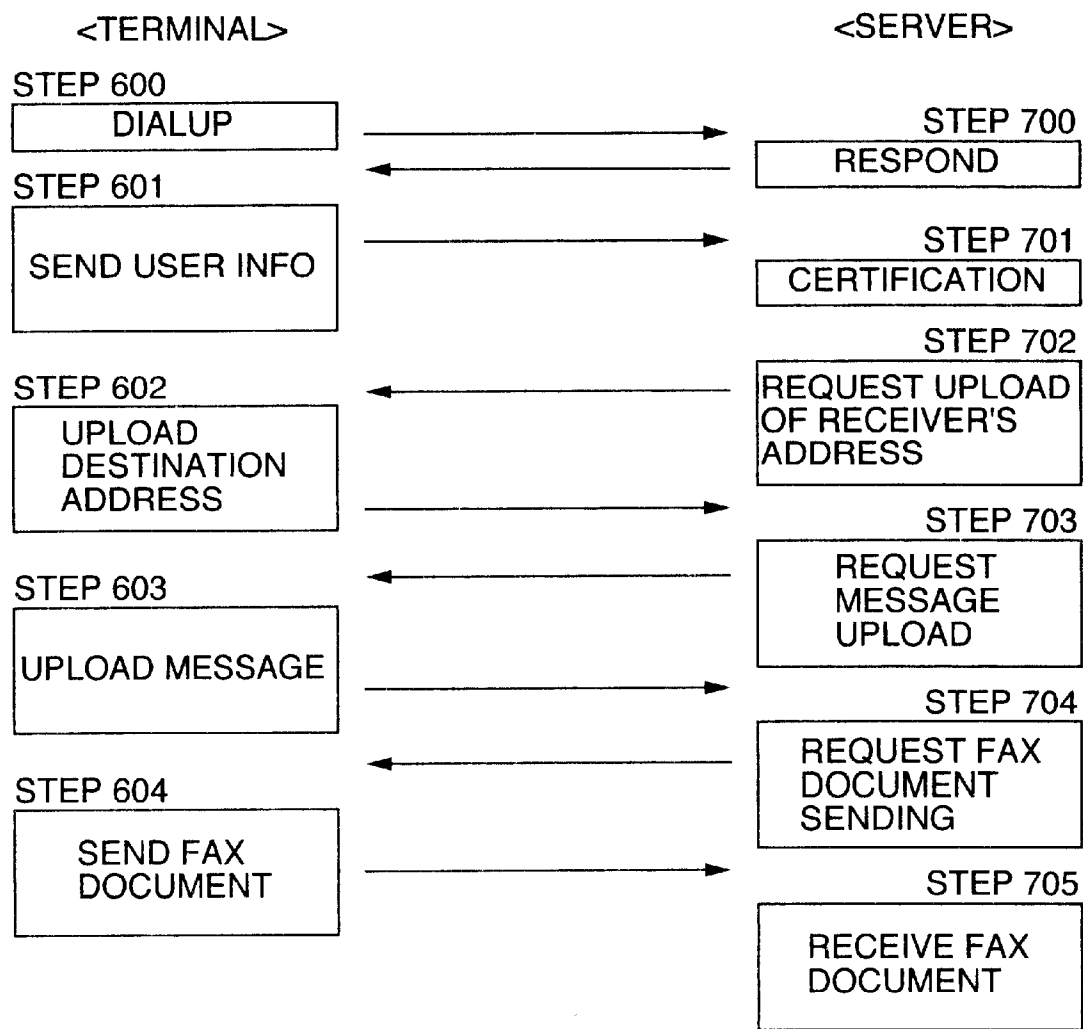 <TERMINAL>
<SERVER>
STEP 600
DIALUP
STEP 700
RESPOND
STEP 601
SEND USER INFO
STEP 701
CERTIFICATION
STEP 702
REQUEST UPLOAD
OF RECEIVER'S
ADDRESS
STEP 602
UPLOAD
DESTINATION
ADDRESS
STEP 703
REQUEST
MESSAGE
UPLOAD
STEP 603
UPLOAD MESSAGE
STEP 704
REQUEST FAX
DOCUMENT
SENDING
STEP 604
SEND FAX
DOCUMENT
STEP 705
RECEIVE FAX
DOCUMENT